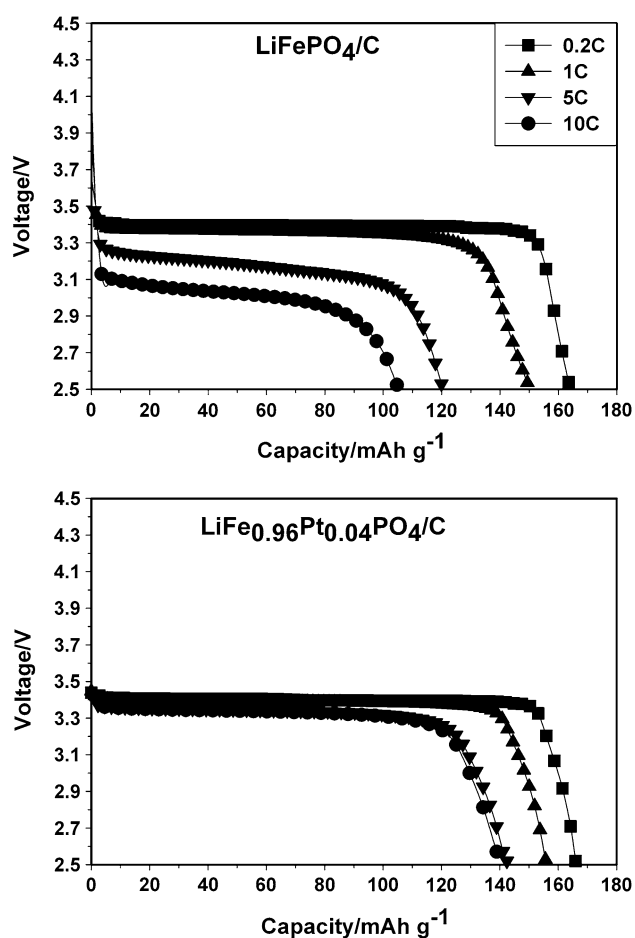 LiFePO4/C
0.2C
1C
5C
10C
4.5
4.3
4.1
3.9
3.7
3.5
3.3
3.1
2.9
2.7
2.5
Voltage/V
0 20 40 60 80 100 120 140 160 180
Capacity/mAh g-1
LiFe0.96Pt0.04PO4/C
4.5
4.3
4.1
3.9
3.7
3.5
3.3
3.1
2.9
2.7
2.5
Voltage/V
0 20 40 60 80 100 120 140 160 180
Capacity/mAh g-1